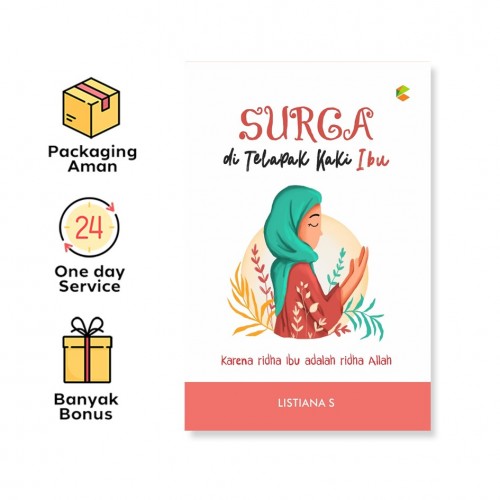 Packaging
Aman
24
One day
Service
Banyak
Bonus
SURGA
di Telapak Kaki Ibu
Karena ridha ibu adalah ridha Allah
LISTIANA S